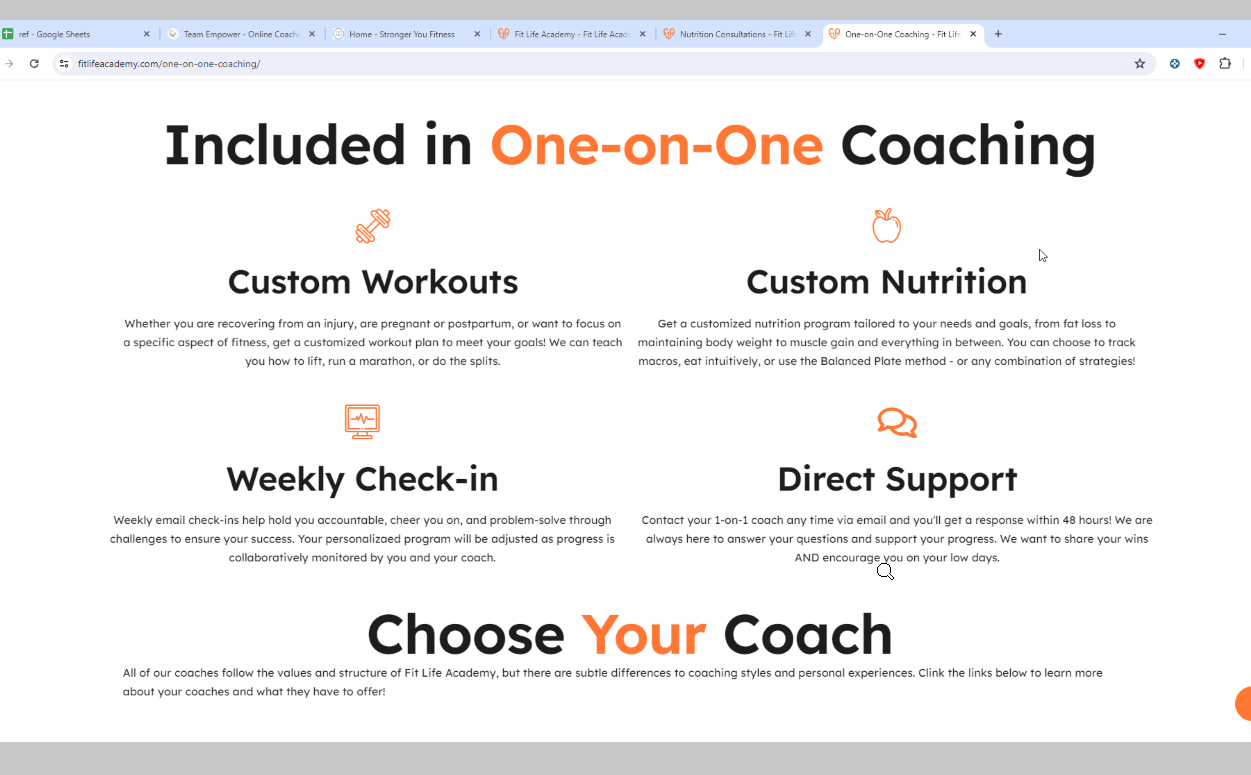 ref - Google Sheets
Team Empower - Online Coachi
Home - Stronger You Fitness
Fit Life Academy - Fit Life Acade
Nutrition Consultations - Fit Life
One-on-One Coaching - Fit Life
fitlifeacademy.com/one-on-one-coaching/
Included in One-on-One Coaching
Custom Workouts
Whether you are recovering from an injury, are pregnant or postpartum, or want to focus on
a specific aspect of fitness, get a customized workout plan to meet your goals! We can teach
you how to lift, run a marathon, or do the splits.
Custom Nutrition
Get a customized nutrition program tailored to your needs and goals, from fat loss to
maintaining body weight to muscle gain and everything in between. You can choose to track
macros, eat intuitively, or use the Balanced Plate method - or any combination of strategies!
Weekly Check-in
Weekly email check-ins help hold you accountable, cheer you on, and problem-solve through
challenges to ensure your success. Your personalizaed program will be adjusted as progress is
collaboratively monitored by you and your coach.
Direct Support
Contact your 1-on-1 coach any time via email and you'll get a response within 48 hours! We are
always here to answer your questions and support your progress. We want to share your wins
AND encourage you on your low days.
Choose Your Coach
All of our coaches follow the values and structure of Fit Life Academy, but there are subtle differences to coaching styles and personal experiences. Clink the links below to learn more
about your coaches and what they have to offer!